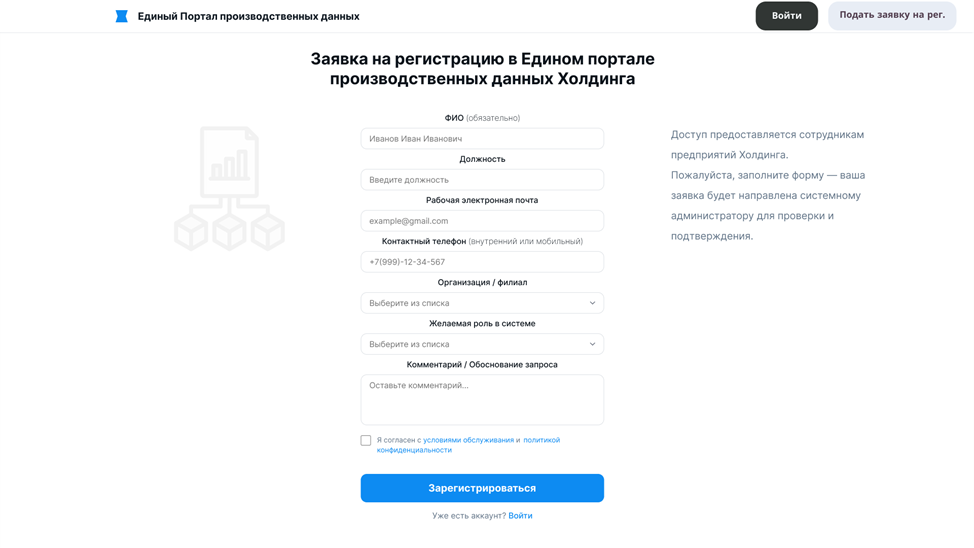 Единый Портал производственных данных
Войти
Подать заявку на рег.
Заявка на регистрацию в Едином портале
производственных данных Холдинга
ФИО (обязательно)
Иванов Иван Иванович
Должность
Введите должность
Рабочая электронная почта
example@gmail.com
Контактный телефон (внутренний или мобильный)
+7(999)-12-34-567
Организация / филиал
Выберите из списка
Желаемая роль в системе
Выберите из списка
Комментарий / Обоснование запроса
Оставьте комментарий...
Я согласен с условиями обслуживания и политикой
конфиденциальности
Зарегистрироваться
Уже есть аккаунт? Войти
Доступ предоставляется сотрудникам
предприятий Холдинга.
Пожалуйста, заполните форму — ваша
заявка будет направлена системному
администратору для проверки и
подтверждения.